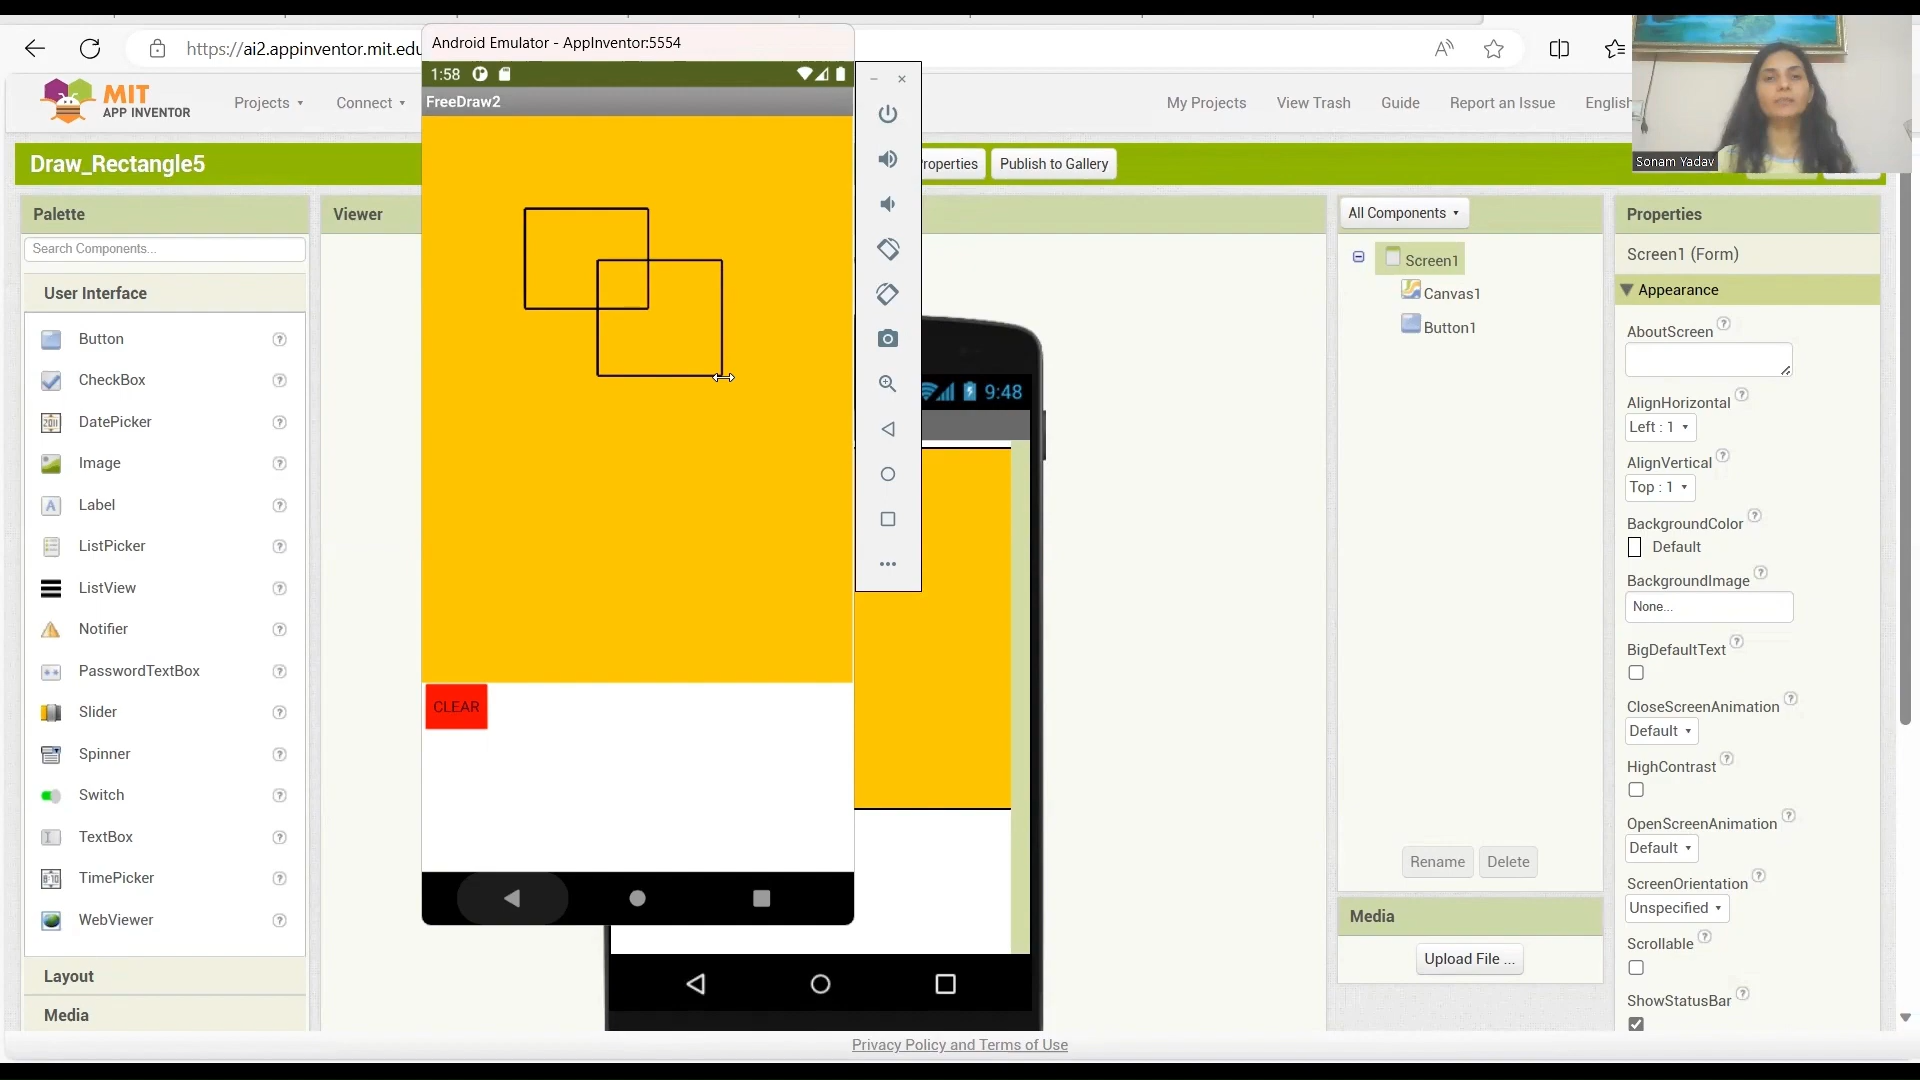 https://ai2.appinventor.mit.edu
Android Emulator - AppInventor:5554
1:58
FreeDraw2
MIT
APP INVENTOR
Projects
Connect
My Projects
View Trash
Guide
Report an Issue
English
Sonam Yadav
Draw_Rectangle5
Properties
Publish to Gallery
Palette
Search Components...
User Interface
Button
CheckBox
DatePicker
Image
Label
ListPicker
ListView
Notifier
PasswordTextBox
Slider
Spinner
Switch
TextBox
TimePicker
WebViewer
Layout
Media
Viewer
CLEAR
9:48
All Components
Screen1
Canvas1
Button1
Rename
Delete
Media
Upload File ...
Properties
Screen1 (Form)
Appearance
AboutScreen
AlignHorizontal
Left : 1
AlignVertical
Top : 1
BackgroundColor
Default
BackgroundImage
None...
BigDefaultText
CloseScreenAnimation
Default
HighContrast
OpenScreenAnimation
Default
ScreenOrientation
Unspecified
Scrollable
ShowStatusBar
Privacy Policy and Terms of Use